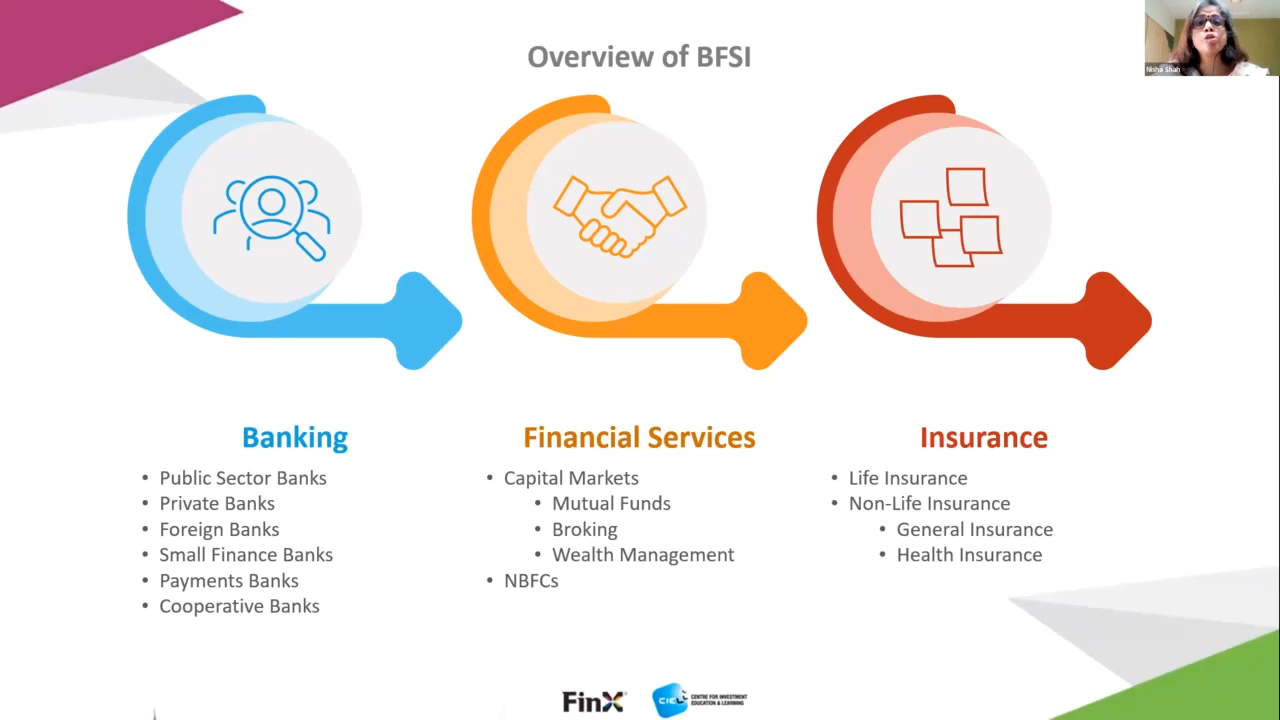 Overview of BFSI
Nisha Shah
Banking
• Public Sector Banks
• Private Banks
• Foreign Banks
• Small Finance Banks
• Payments Banks
• Cooperative Banks
Financial Services
• Capital Markets
• Mutual Funds
• Broking
• Wealth Management
• NBFCs
Insurance
• Life Insurance
• Non-Life Insurance
• General Insurance
• Health Insurance
FinX
CIEL
CENTRE FOR INVESTMENT
EDUCATION & LEARNING